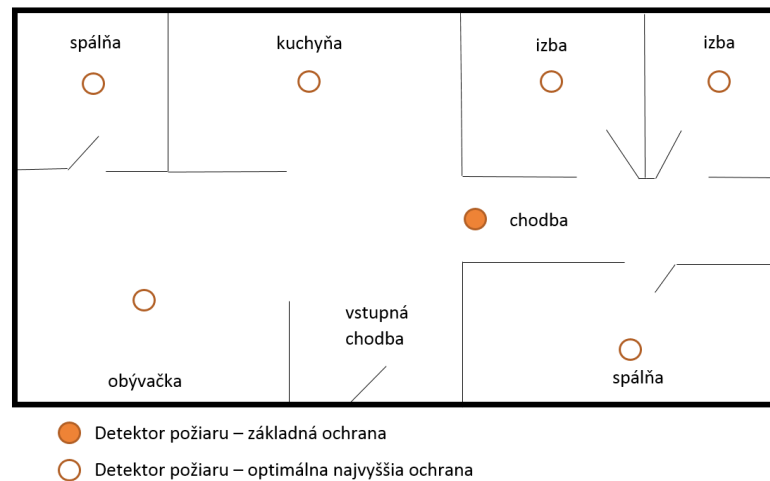 spálňa
kuchyňa
izba
izba
chodba
vstupná
chodba
obývačka
spálňa
Detektor požiaru – základná ochrana
Detektor požiaru – optimálna najvyššia ochrana